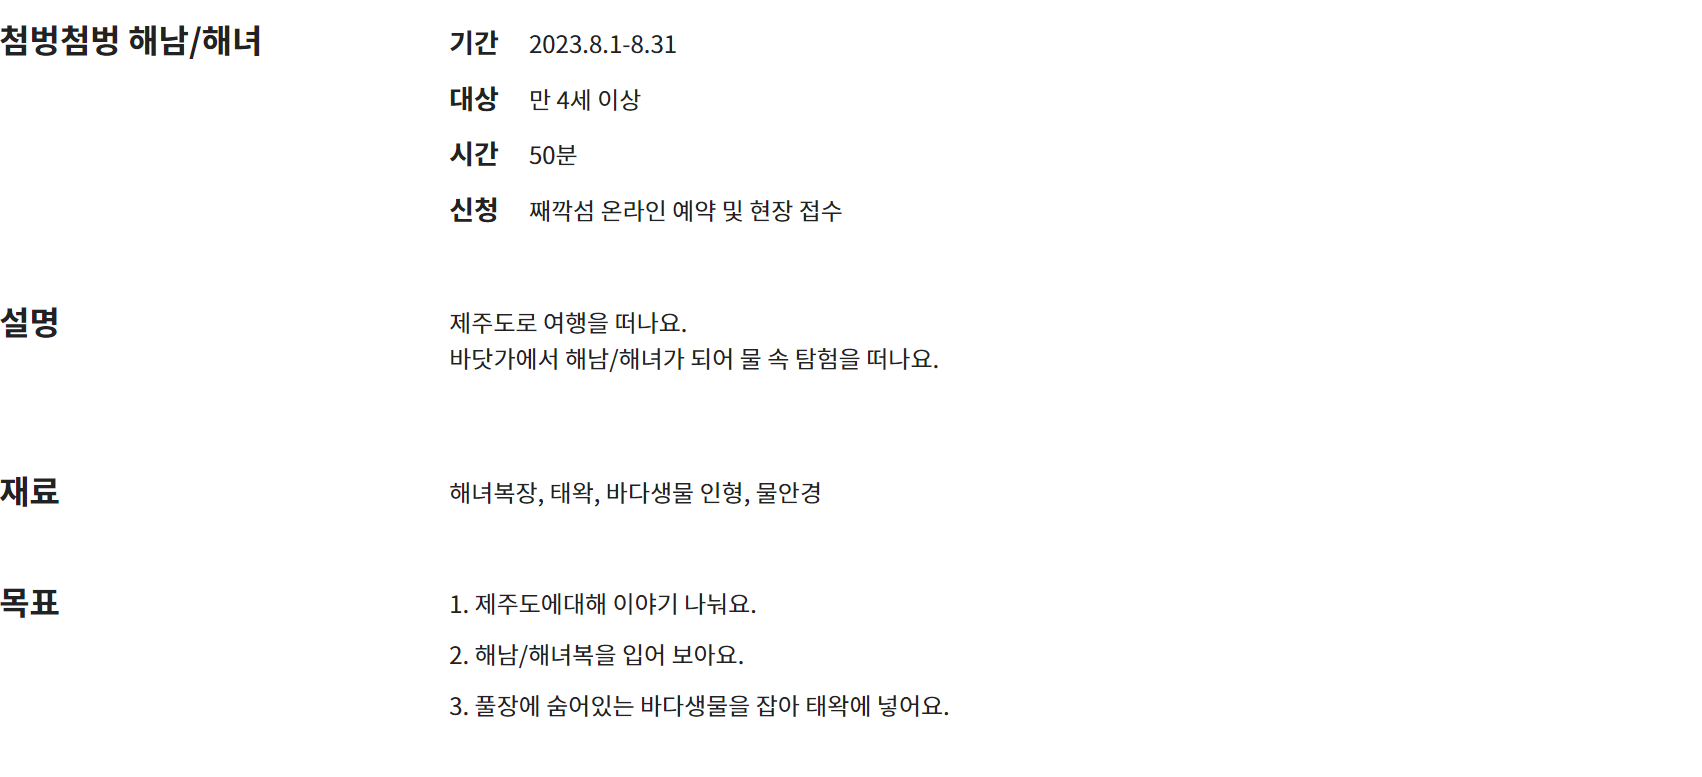 첨벙첨벙 해남/해녀
기간 2023.8.1-8.31
대상 만 4세 이상
시간 50분
신청 째깍섬 온라인 예약 및 현장 접수
설명
제주도로 여행을 떠나요.
바닷가에서 해남/해녀가 되어 물 속 탐험을 떠나요.
재료
해녀복장, 태왁, 바다생물 인형, 물안경
목표
1. 제주도에대해 이야기 나눠요.
2. 해남/해녀복을 입어 보아요.
3. 풀장에 숨어있는 바다생물을 잡아 태왁에 넣어요.